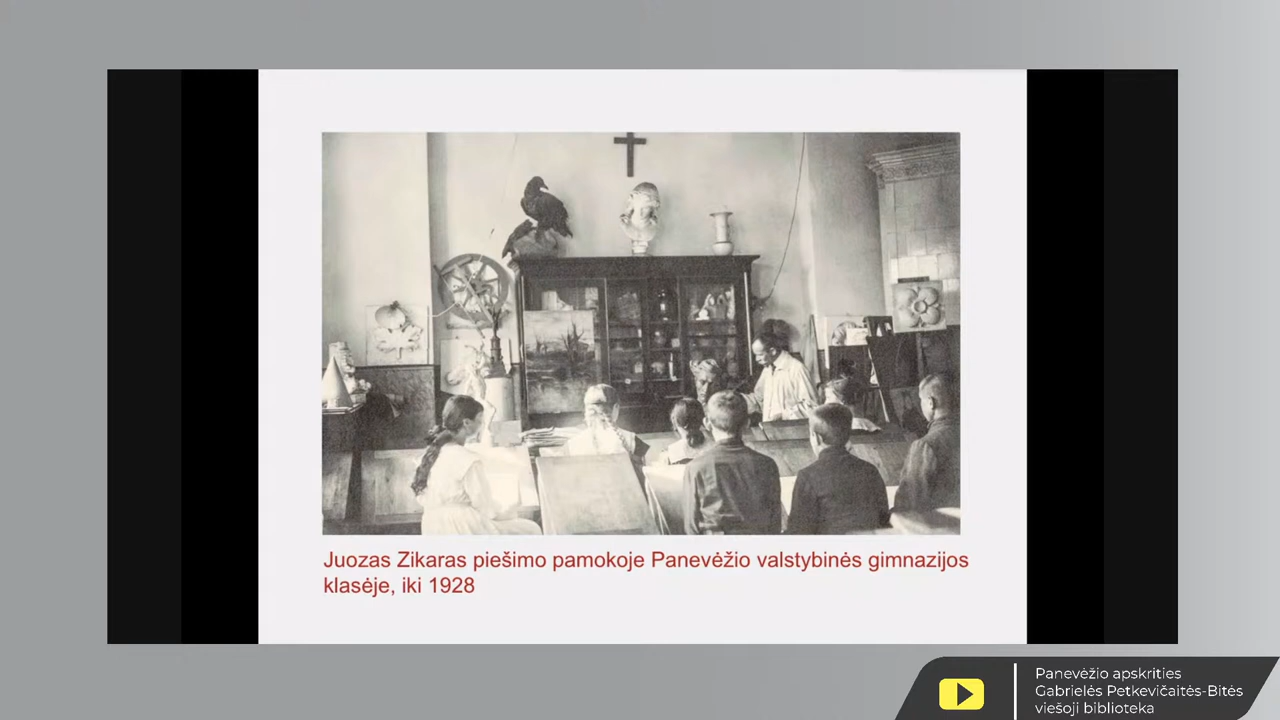 Juozas Zikaras piešimo pamokoje Panevėžio valstybinės gimnazijos
klasėje, iki 1928
Panevėžio apskrities
Gabrielės Petkevičaitės-Bitės
viešoji biblioteka